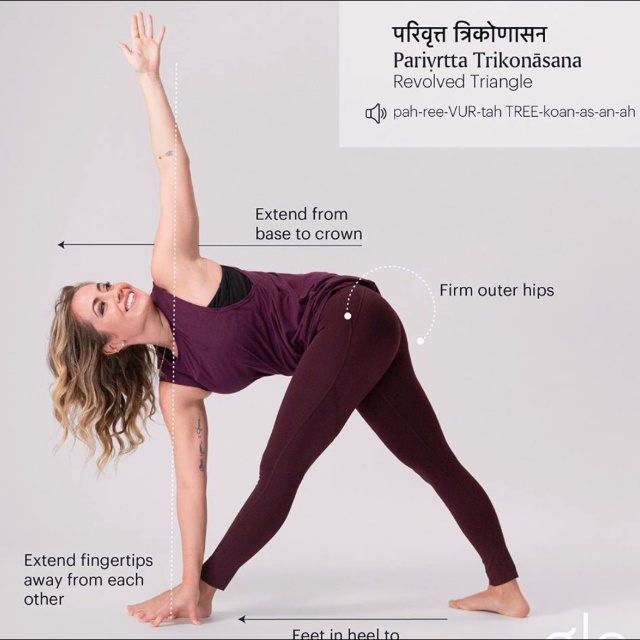 परिवृत्त त्रिकोणासन
Pariṿrtta Trikonāsana
Revolved Triangle
pah-ree-VUR-tah TREE-koan-as-an-ah
Extend from
base to crown
Firm outer hips
Extend fingertips
away from each
other
Feet in heel to